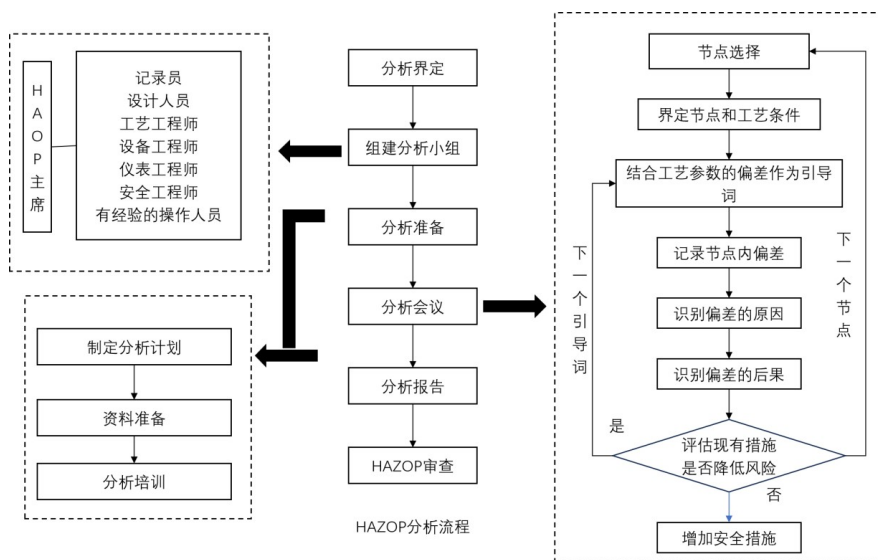 HAOP主席
记录员
设计人员
工艺工程师
设备工程师
仪表工程师
安全工程师
有经验的操作人员
制定分析计划
资料准备
分析培训
分析界定
组建分析小组
分析准备
分析会议
分析报告
HAZOP审查
HAZOP分析流程
节点选择
界定节点和工艺条件
结合工艺参数的偏差作为引导
词
记录节点内偏差
识别偏差的原因
识别偏差的后果
评估现有措施
是否降低风险
是
否
增加安全措施
下一个引导词
下一个节点